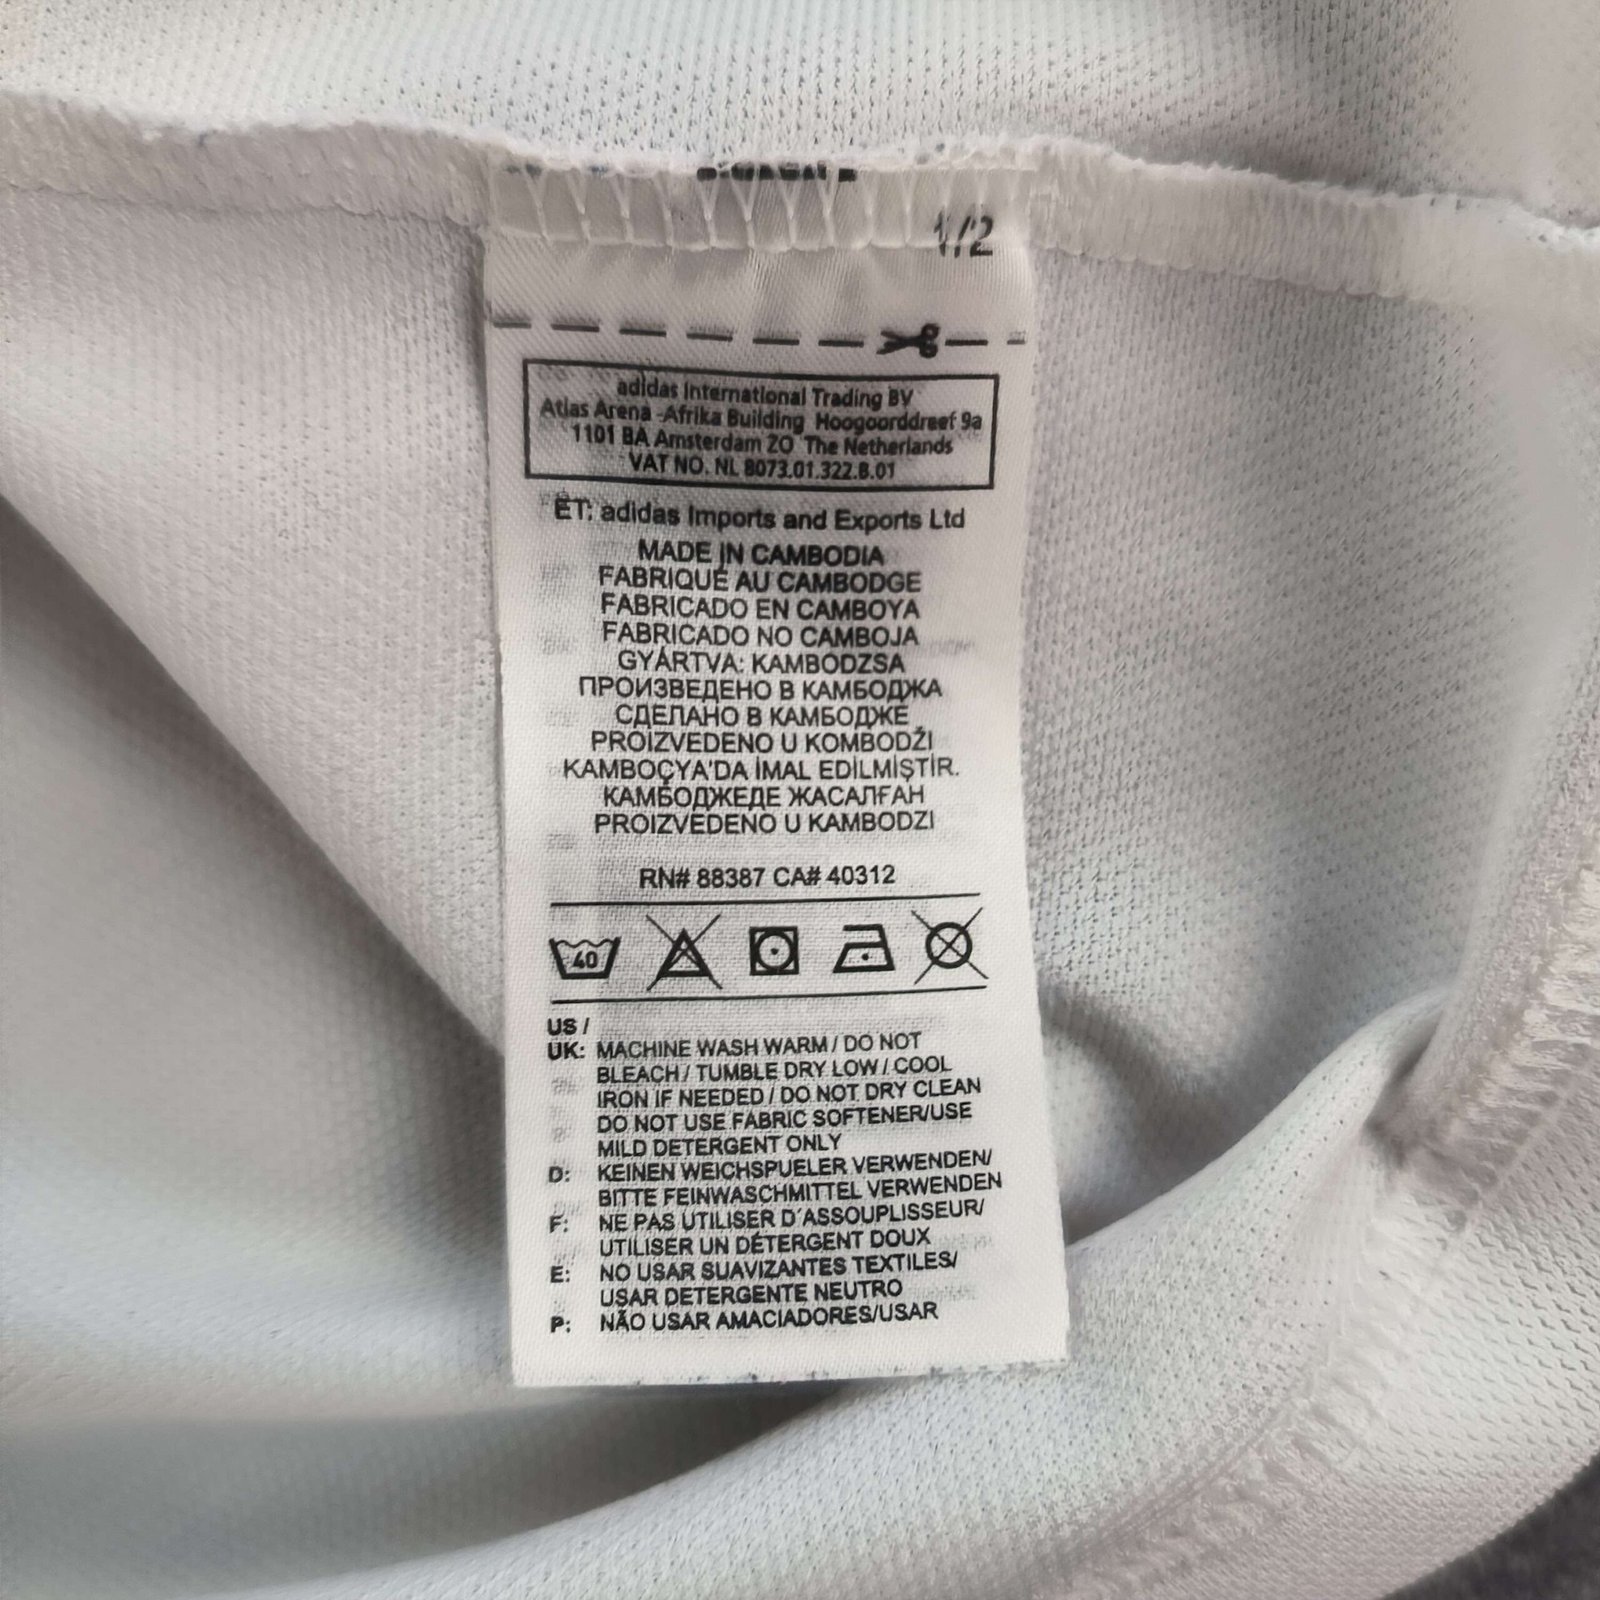 1/2
adidas International Trading BV
Atlas Arena -Afrika Building Hoogoorddreef 9a
1101 BA Amsterdam ZO The Netherlands
VAT NO. NL 8073.01.322.B.01
ËT: adidas Imports and Exports Ltd
MADE IN CAMBODIA
FABRIQUÉ AU CAMBODGE
FABRICADO EN CAMBOYA
FABRICADO NO CAMBOJA
GYÁRTVA: KAMBODZSA
ПРОИЗВЕДЕНО В КАМБОДЖА
СДЕЛАНО В КАМБОДЖЕ
PROIZVEDENO U KOMBODŽI
KAMBOÇYA'DA İMAL EDİLMİŞTİR.
КАМБОДЖЕДЕ ЖАСАЛҒАН
PROIZVEDENO U KAMBODZI
RN# 88387 CA# 40312
40
US /
UK: MACHINE WASH WARM / DO NOT
BLEACH / TUMBLE DRY LOW / COOL
IRON IF NEEDED / DO NOT DRY CLEAN
DO NOT USE FABRIC SOFTENER/USE
MILD DETERGENT ONLY
D: KEINEN WEICHSPUELER VERWENDEN/
BITTE FEINWASCHMITTEL VERWENDEN
F: NE PAS UTILISER D´ASSOUPLISSEUR/
UTILISER UN DÉTERGENT DOUX
E: NO USAR SUAVIZANTES TEXTILES/
USAR DETERGENTE NEUTRO
P: NÃO USAR AMACIADORES/USAR